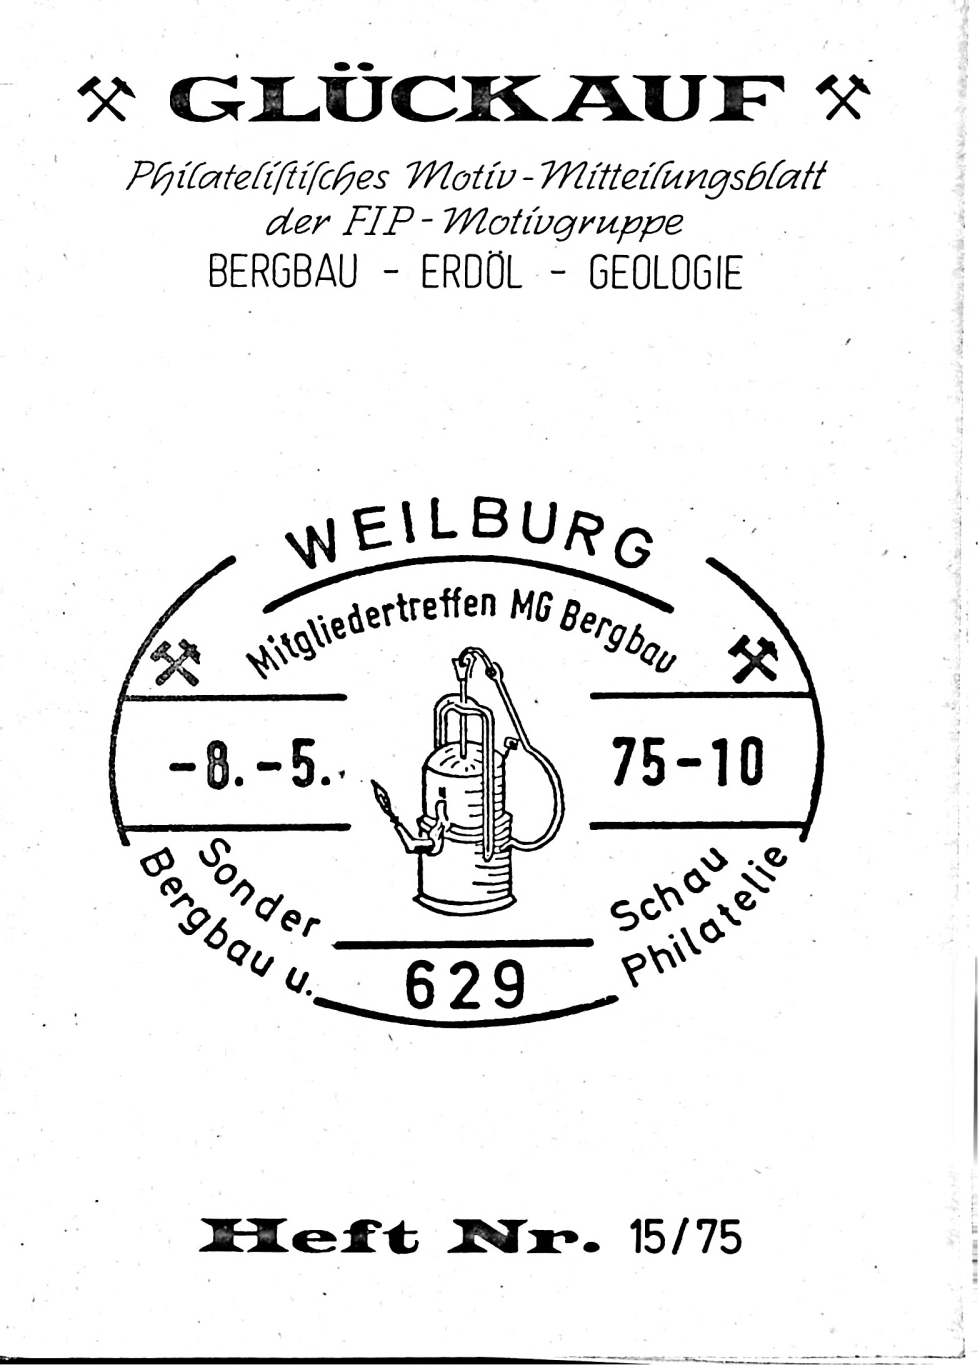 GLÜCKAUF
Philateliſtiſches Motiv-Mitteilungsblatt
der FIP-Motivgruppe
BERGBAU - ERDÖL - GEOLOGIE
WEILBURG
Mitgliedertreffen MG Bergbau
-8.-5. 75-10
Sonder Schau
Bergbau u. Philatelie
629
Heft Nr. 15/75